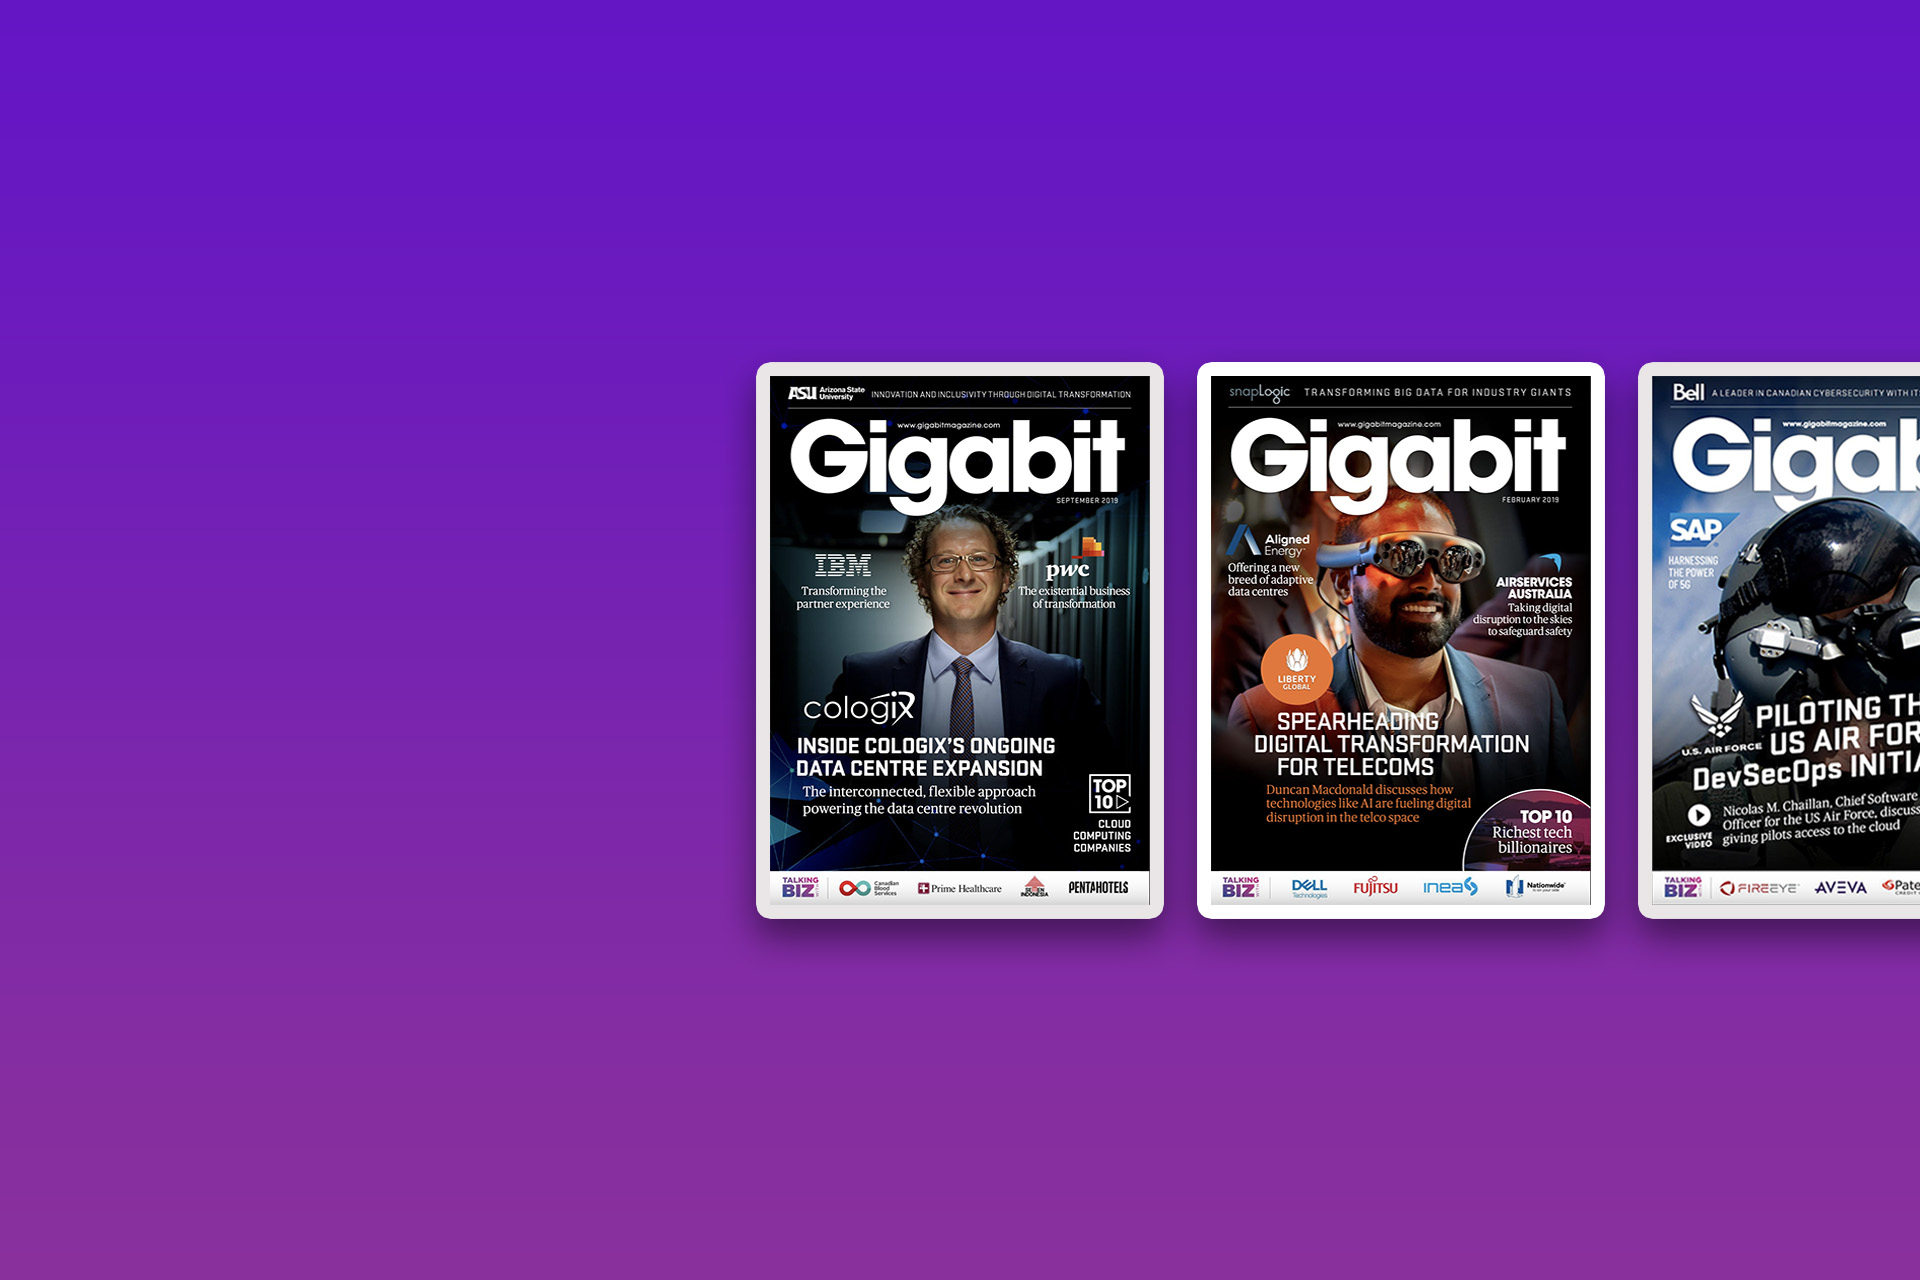 ASU Arizona State University INNOVATION AND INCLUSIVITY THROUGH DIGITAL TRANSFORMATION
www.gigabitmagazine.com
Gigabit
SEPTEMBER 2019
IBM
Transforming the
partner experience
pwc
The existential business
of transformation
cologix
INSIDE COLOGIX'S ONGOING
DATA CENTRE EXPANSION
The interconnected, flexible approach
powering the data centre revolution
TOP
10
CLOUD
COMPUTING
COMPANIES
TALKING
BIZ
Canadian
Blood
Services
Prime Healthcare
INDONESIA
PENTAHOTELS
snapLogic TRANSFORMING BIG DATA FOR INDUSTRY GIANTS
www.gigabitmagazine.com
Gigabit
FEBRUARY 2019
Aligned
Energy
Offering a new
breed of adaptive
data centres
AIRSERVICES
AUSTRALIA
Taking digital
disruption to the skies
to safeguard safety
LIBERTY
GLOBAL
SPEARHEADING
DIGITAL TRANSFORMATION
FOR TELECOMS
Duncan Macdonald discusses how
technologies like AI are fueling digital
disruption in the telco space
TOP 10
Richest tech
billionaires
TALKING
BIZ
DELL
Technologies
FUJITSU
inea
Nationwide
Bell A LEADER IN CANADIAN CYBERSECURITY WITH IT
www.gigabitmagazine.com
Gigab
SAP
HARNESSING
THE POWER
OF 5G
U.S. AIR FORCE
PILOTING TH
US AIR FOR
DevSecOps INITIA
EXCLUSIVE
VIDEO
Nicolas M. Chaillan, Chief Software
Officer for the US Air Force, discuss
giving pilots access to the cloud
TALKING
BIZ
FIREEYE
AVEVA
Pate